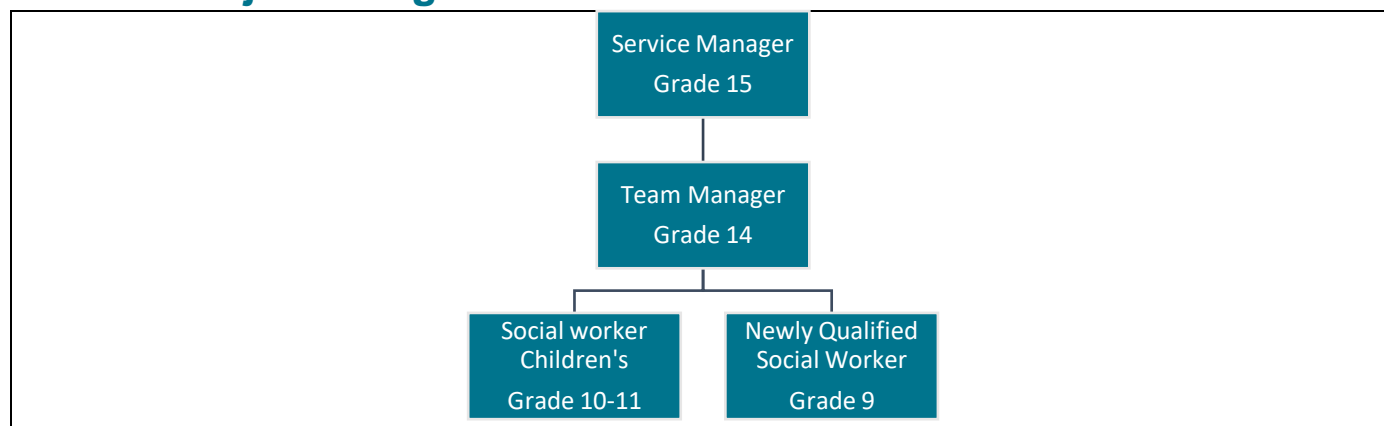 Service Manager
Grade 15
Team Manager
Grade 14
Social worker
Children's
Grade 10-11
Newly Qualified
Social Worker
Grade 9